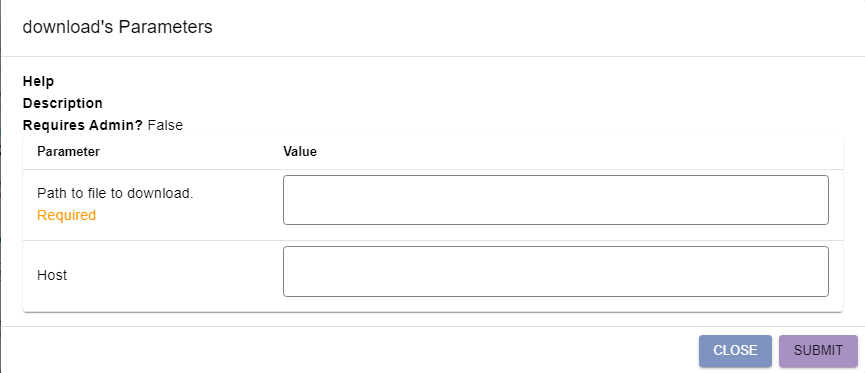 download's Parameters
Help
Description
Requires Admin? False
Parameter Value
Path to file to download.
Required
Host
CLOSE SUBMIT